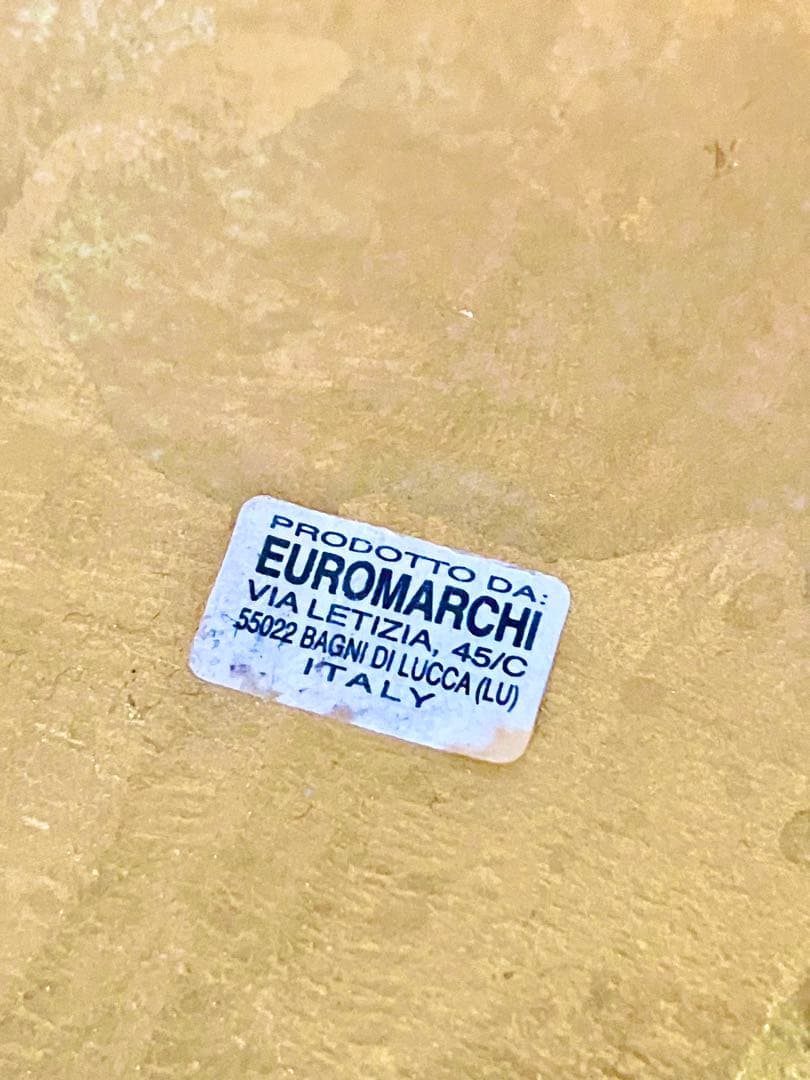 PRODOTTO DA:
EUROMARCHI
VIA LETIZIA, 45/C
55022 BAGNI DI LUCCA (LU)
ITALY